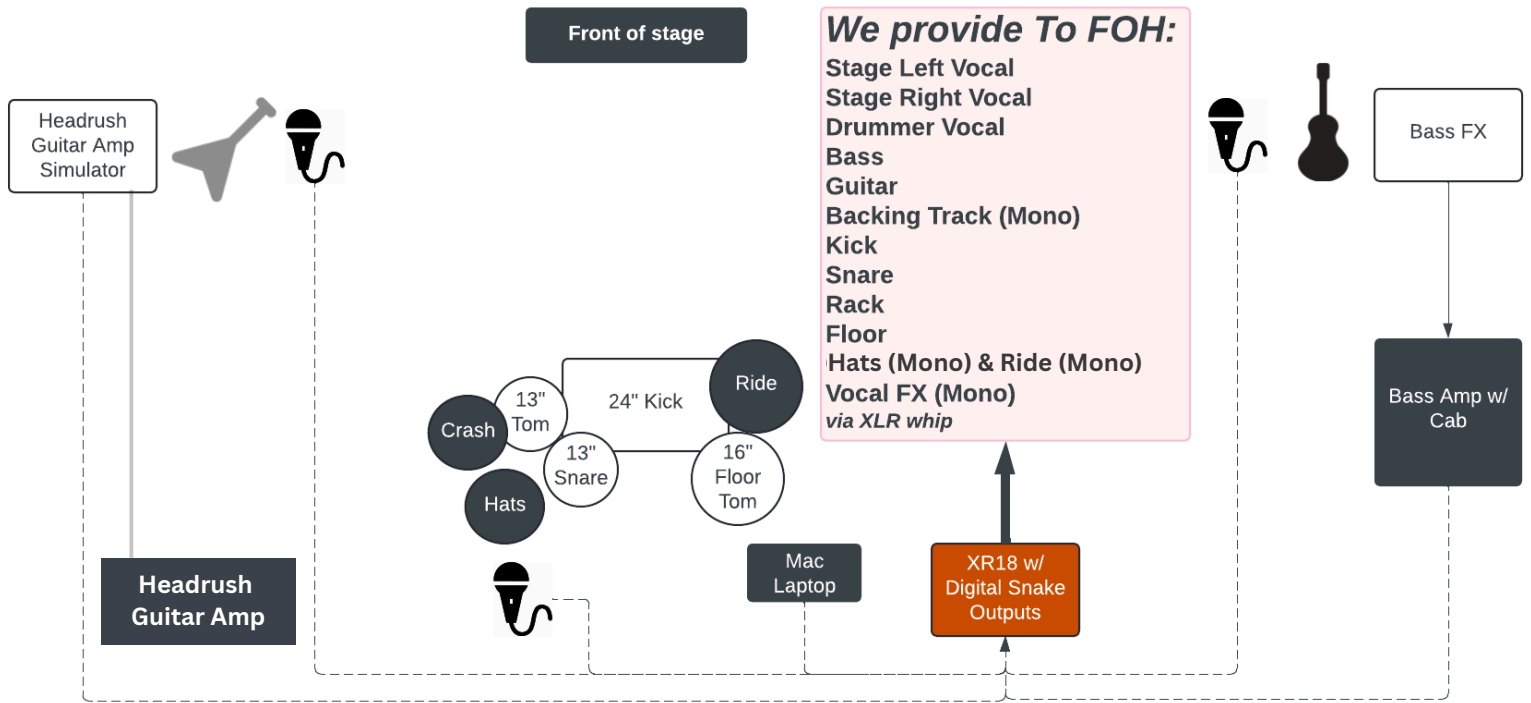 Front of stage
We provide To FOH:
Stage Left Vocal
Stage Right Vocal
Drummer Vocal
Bass
Guitar
Backing Track (Mono)
Kick
Snare
Rack
Floor
Hats (Mono) & Ride (Mono)
Vocal FX (Mono)
via XLR whip
Headrush
Guitar Amp
Simulator
Bass FX
Ride
13"
Tom
24" Kick
Crash
13"
Snare
16"
Floor
Tom
Hats
Bass Amp w/
Cab
Mac
Laptop
XR18 w/
Digital Snake
Outputs
Headrush
Guitar Amp